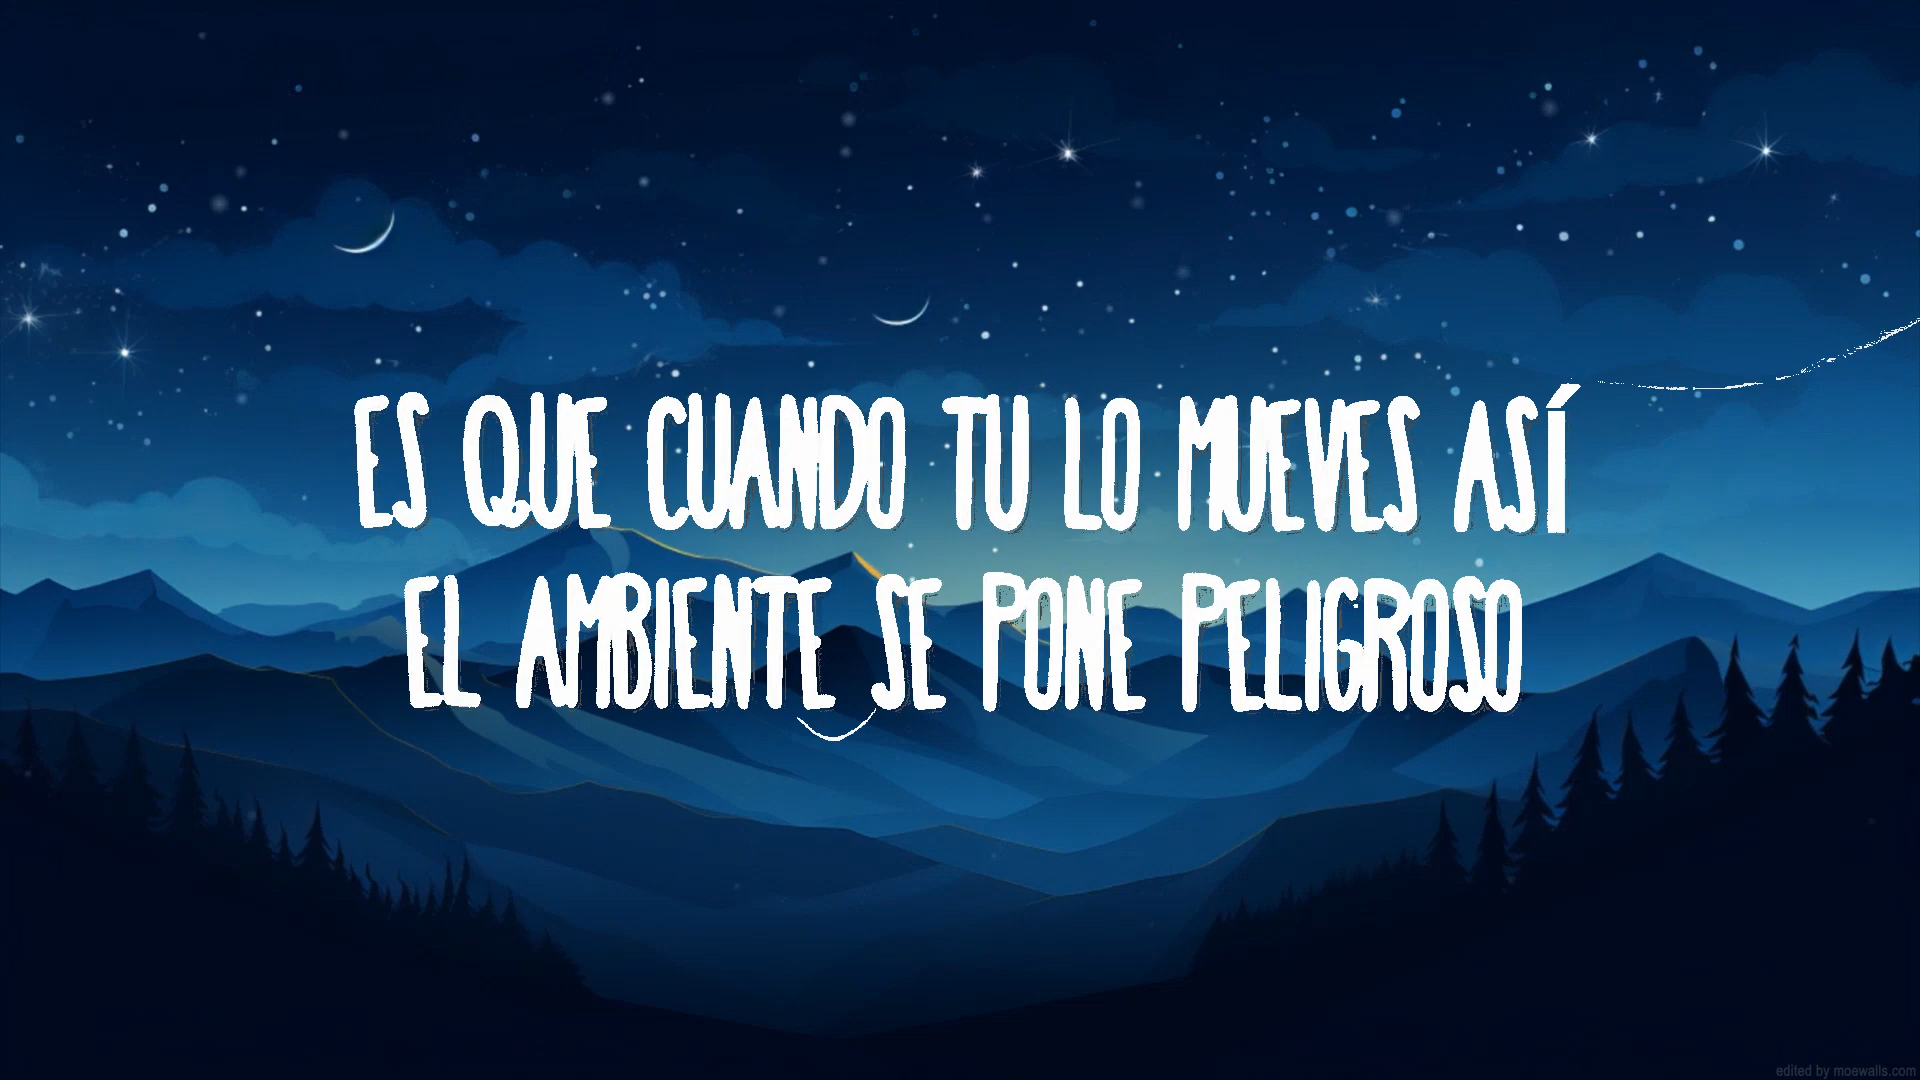 ES QUE CUANDO TU LO MUEVES ASÍ
EL AMBIENTE SE PONE PELIGROSO
edited by moewalls.com